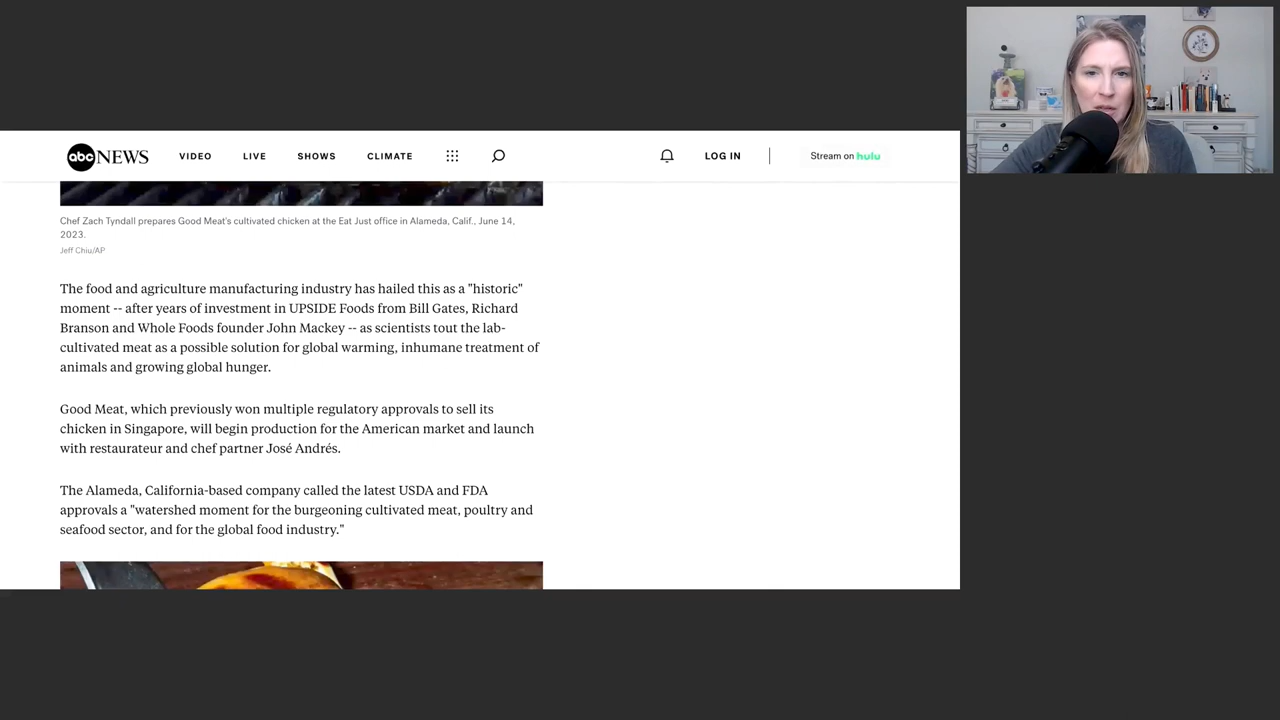 abc NEWS VIDEO LIVE SHOWS CLIMATE LOG IN Stream on hulu
Chef Zach Tyndall prepares Good Meat's cultivated chicken at the Eat Just office in Alameda, Calif., June 14,
2023.
Jeff Chiu/AP
The food and agriculture manufacturing industry has hailed this as a "historic"
moment -- after years of investment in UPSIDE Foods from Bill Gates, Richard
Branson and Whole Foods founder John Mackey -- as scientists tout the lab-
cultivated meat as a possible solution for global warming, inhumane treatment of
animals and growing global hunger.
Good Meat, which previously won multiple regulatory approvals to sell its
chicken in Singapore, will begin production for the American market and launch
with restaurateur and chef partner José Andrés.
The Alameda, California-based company called the latest USDA and FDA
approvals a "watershed moment for the burgeoning cultivated meat, poultry and
seafood sector, and for the global food industry."